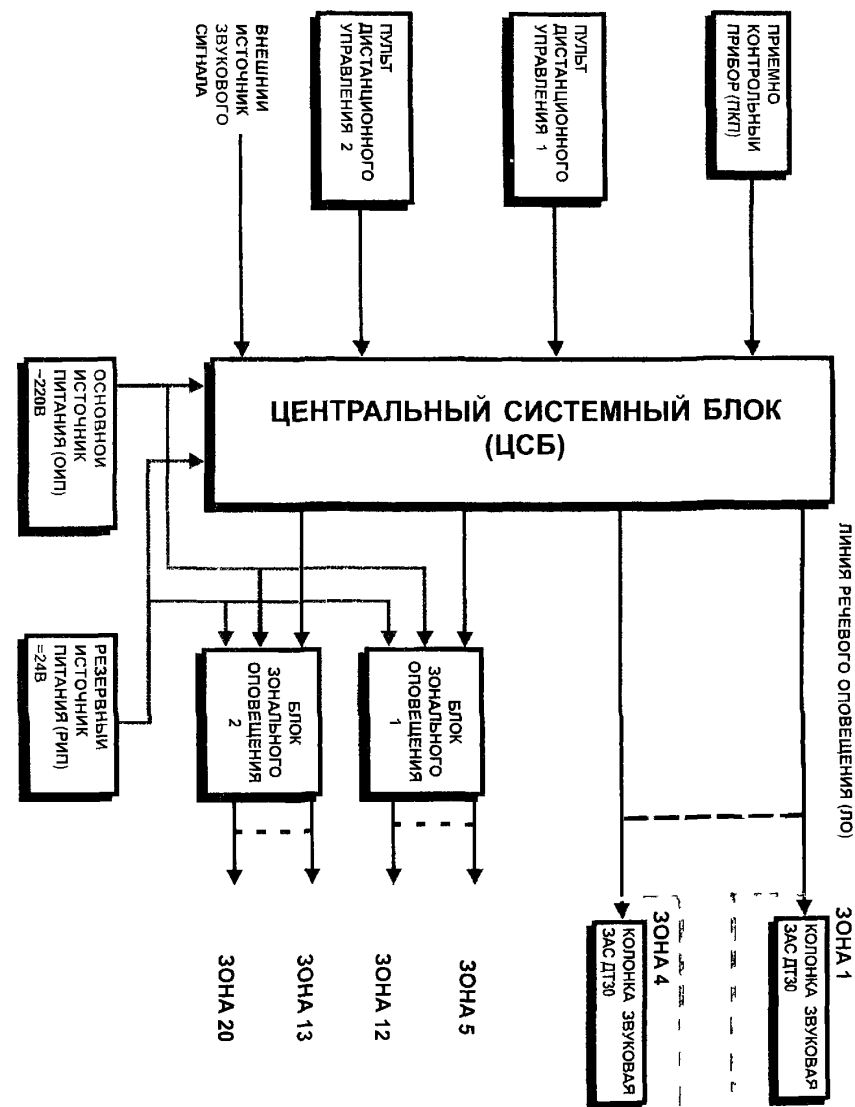 ВНЕШНИЙ
ИСТОЧНИК
ЗВУКОВОГО
СИГНАЛА
ПУЛЬТ
ДИСТАНЦИОННОГО
УПРАВЛЕНИЯ 2
ПУЛЬТ
ДИСТАНЦИОННОГО
УПРАВЛЕНИЯ 1
ПРИЕМНО
КОНТРОЛЬНЫЙ
ПРИБОР (ПКП)
ЦЕНТРАЛЬНЫЙ СИСТЕМНЫЙ БЛОК
(ЦСБ)
ОСНОВНОЙ
ИСТОЧНИК
ПИТАНИЯ (ОИП)
~220В
РЕЗЕРВНЫЙ
ИСТОЧНИК
ПИТАНИЯ (РИП)
=24В
БЛОК
ЗОНАЛЬНОГО
ОПОВЕЩЕНИЯ
2
БЛОК
ЗОНАЛЬНОГО
ОПОВЕЩЕНИЯ
1
ЛИНИЯ РЕЧЕВОГО ОПОВЕЩЕНИЯ (ЛО)
ЗОНА 1
КОЛОНКА ЗВУКОВАЯ
ЗАС ДТ30
ЗОНА 4
КОЛОНКА ЗВУКОВАЯ
ЗАС ДТ30
ЗОНА 5
ЗОНА 12
ЗОНА 13
ЗОНА 20